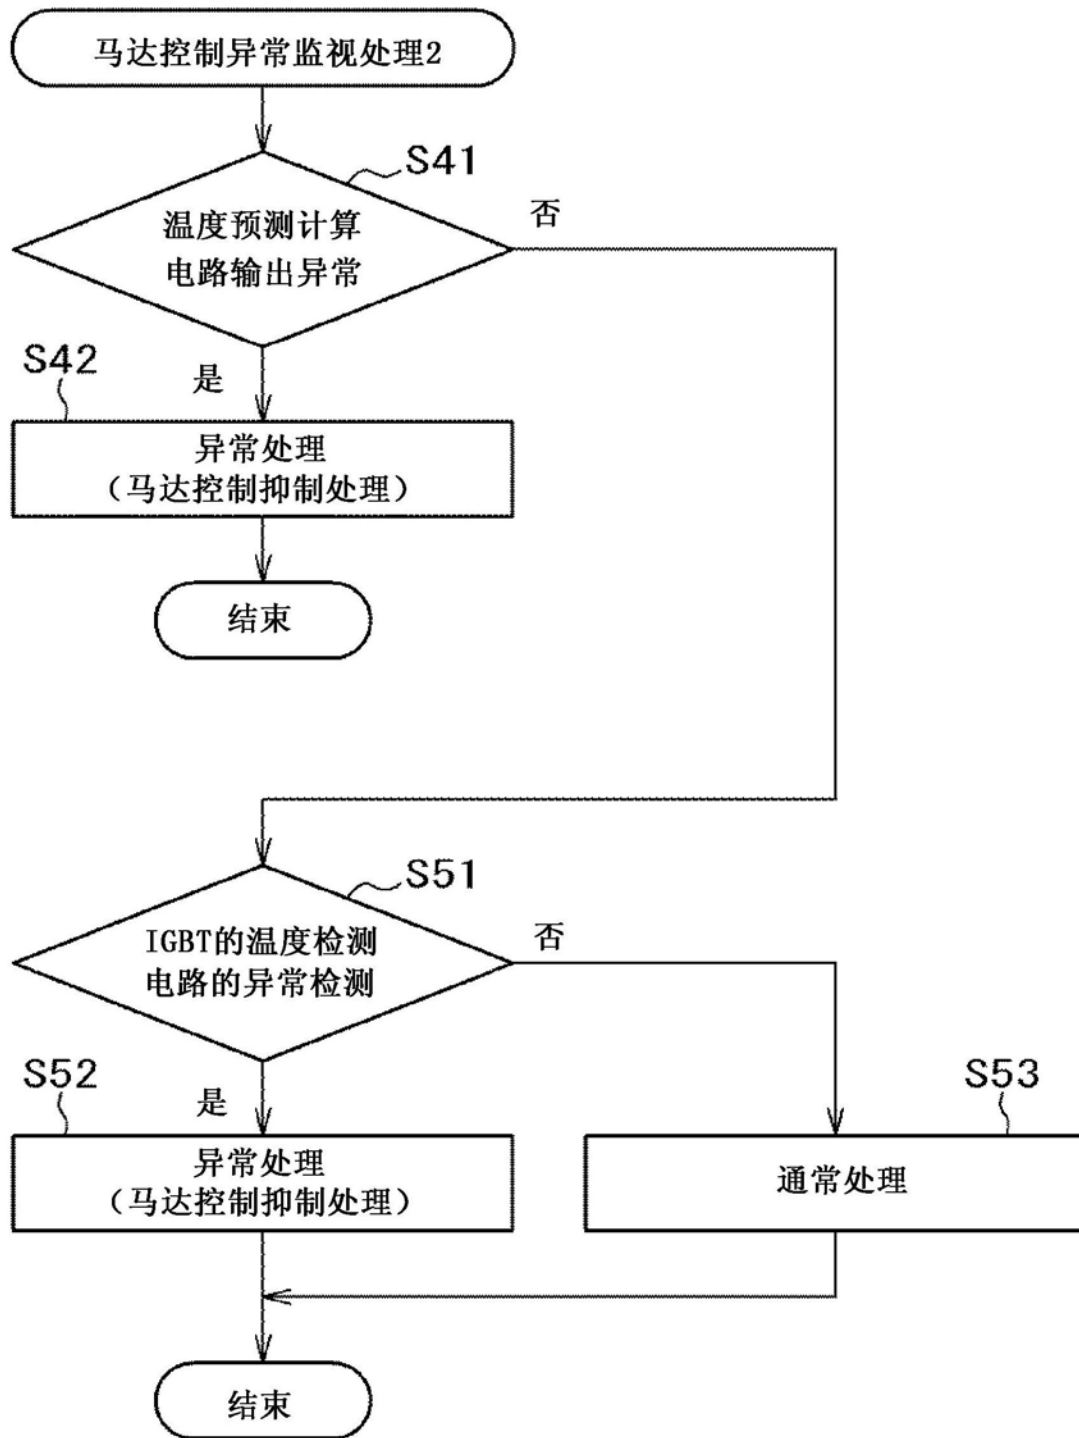 马达控制异常监视处理2
S41
温度预测计算
电路输出异常
否
是
S42
异常处理
（马达控制抑制处理）
结束
S51
IGBT的温度检测
电路的异常检测
否
是
S52
异常处理
（马达控制抑制处理）
S53
通常处理
结束